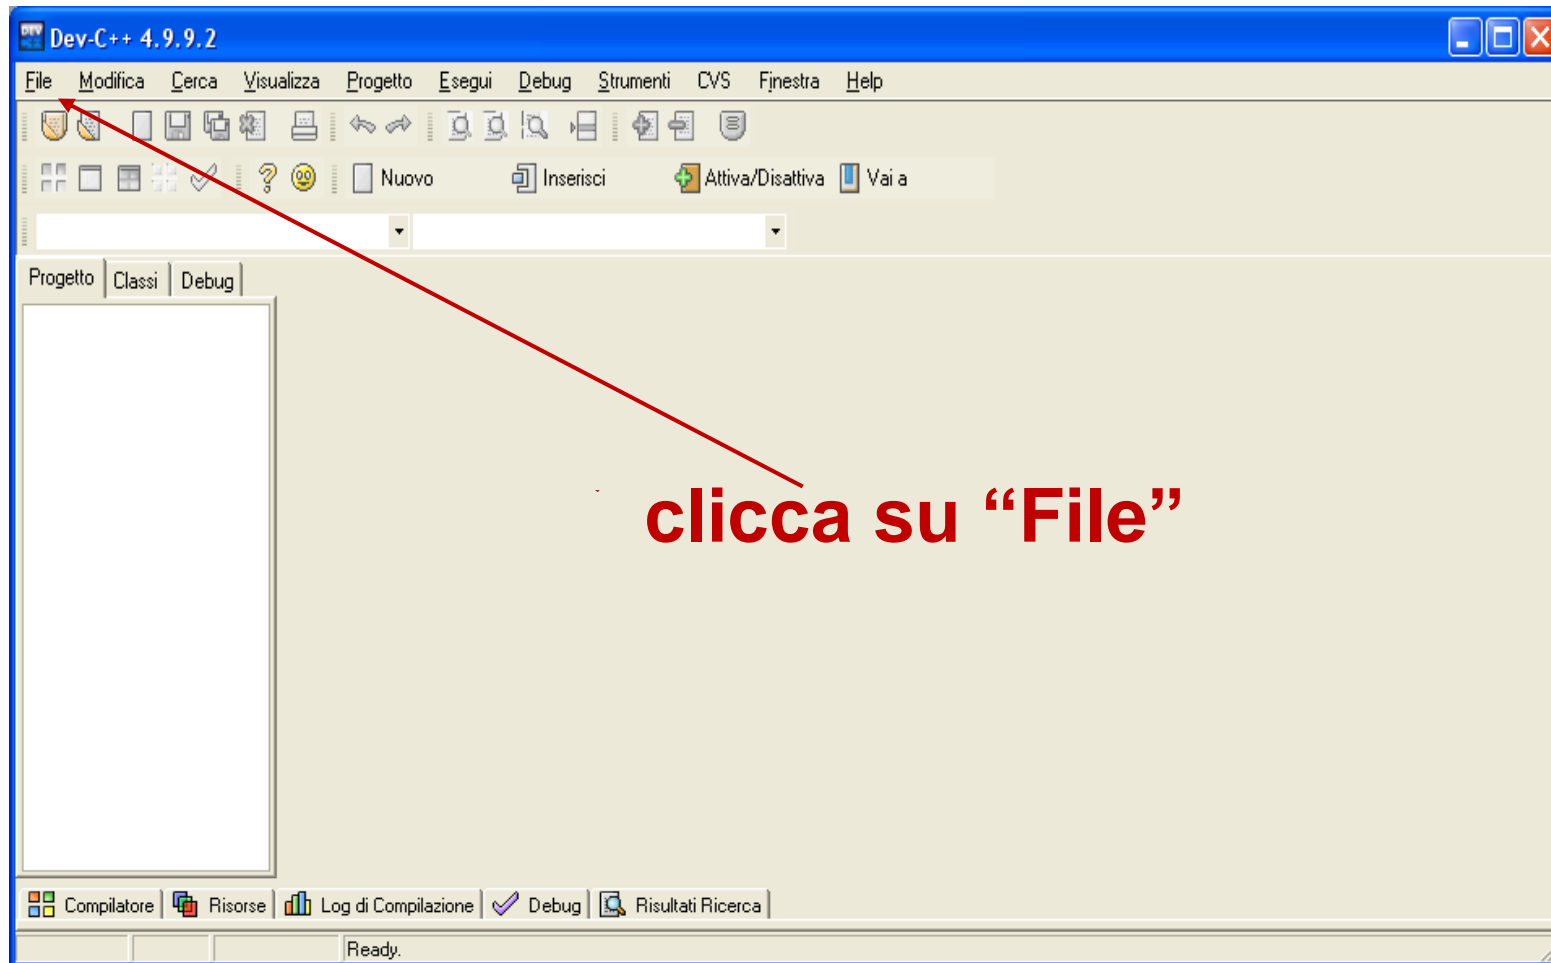 Dev-C++ 4.9.9.2
File Modifica Cerca Visualizza Progetto Esegui Debug Strumenti CVS Finestra Help
Nuovo Inserisci Attiva/Disattiva Vai a
Progetto Classi Debug
clicca su “File”
Compilatore Risorse Log di Compilazione Debug Risultati Ricerca
Ready.